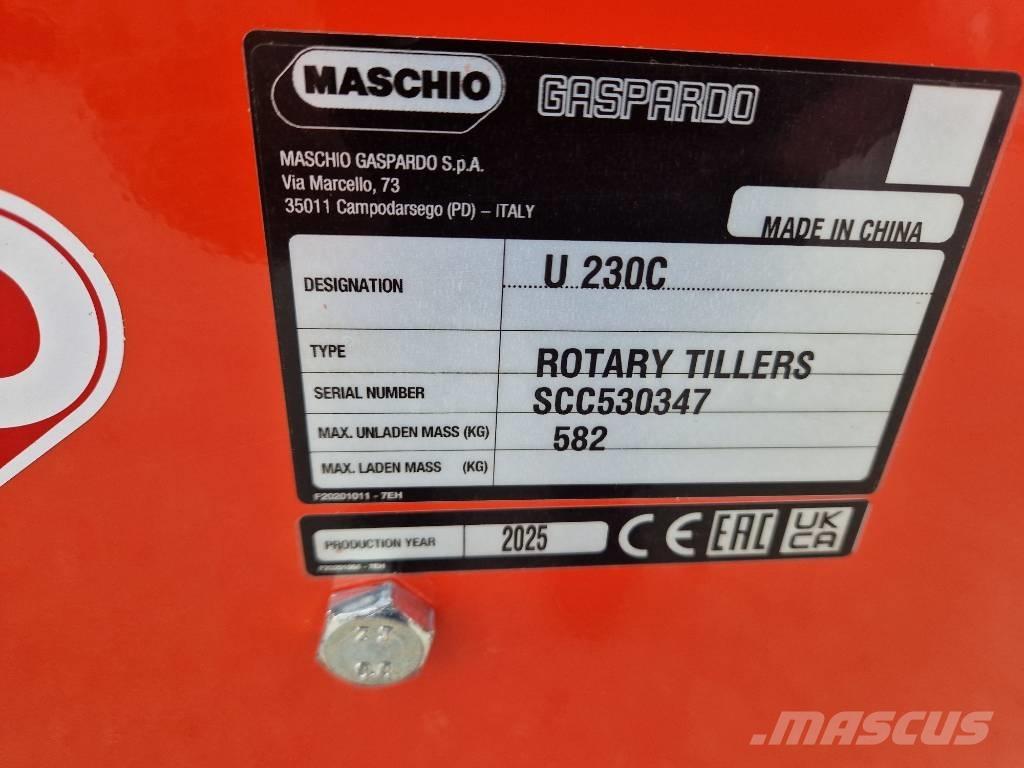 MASCHIO GASPARDO
MASCHIO GASPARDO S.p.A.
Via Marcello, 73
35011 Campodarsego (PD) – ITALY
MADE IN CHINA
DESIGNATION U 230C
TYPE ROTARY TILLERS
SERIAL NUMBER SCC530347
MAX. UNLADEN MASS (KG) 582
MAX. LADEN MASS (KG)
F20201011 - 7EH
PRODUCTION YEAR 2025 CE EAC UK CA
MASCUS